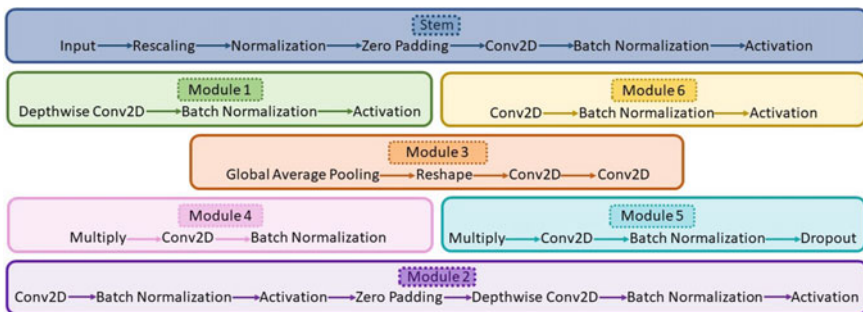 Stem
Input Rescaling Normalization Zero Padding Conv2D Batch Normalization Activation
Module 1
Depthwise Conv2D Batch Normalization Activation
Module 6
Conv2D Batch Normalization Activation
Module 3
Global Average Pooling Reshape Conv2D Conv2D
Module 4
Multiply Conv2D Batch Normalization
Module 5
Multiply Conv2D Batch Normalization Dropout
Module 2
Conv2D Batch Normalization Activation Zero Padding Depthwise Conv2D Batch Normalization Activation